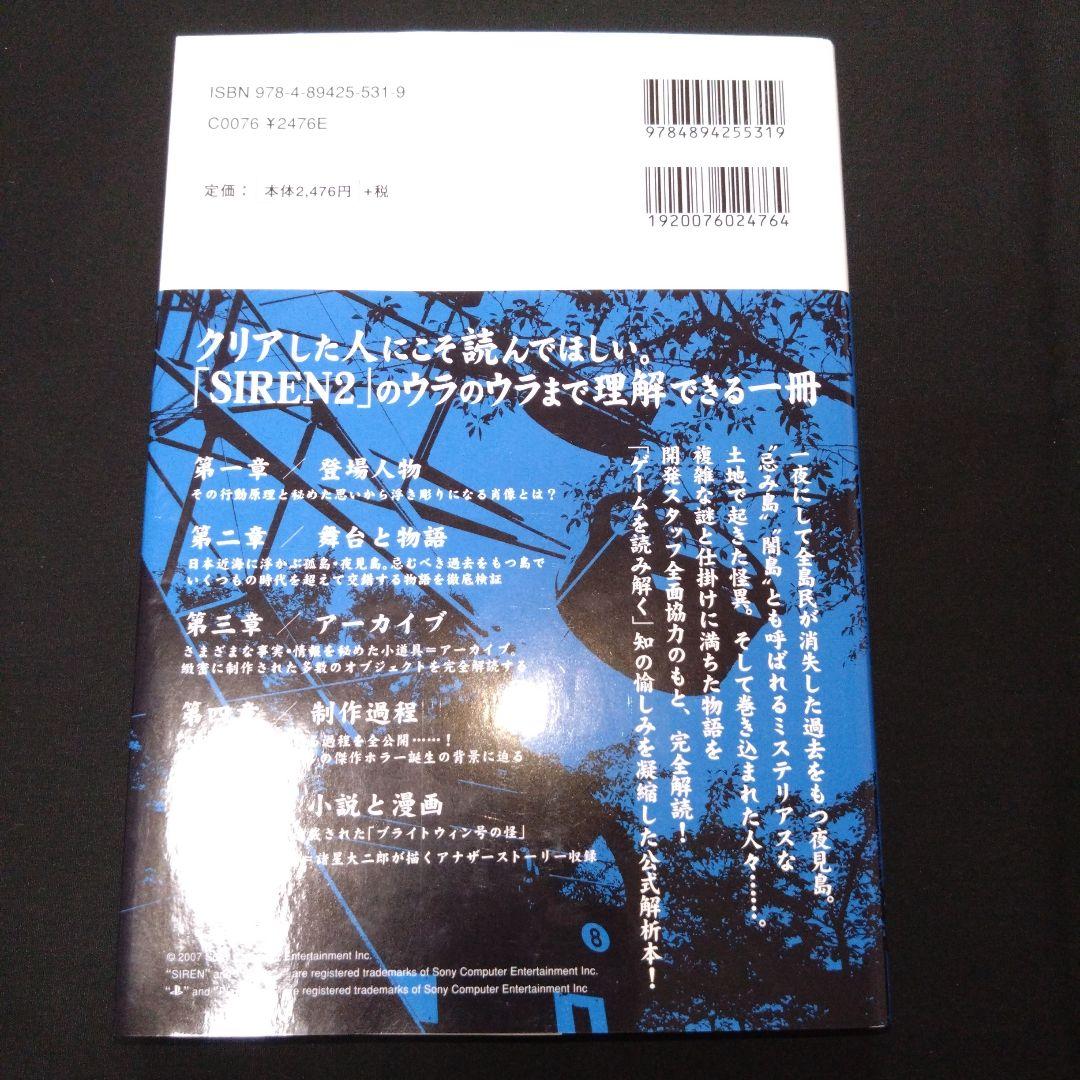 ISBN 978-4-89425-531-9
C0076 ¥2476E
定価： 本体2,476円 +税
9784894255319
1920076024764
クリアした人にこそ読んでほしい。
「SIREN2」のウラのウラまで理解できる一冊
一夜にして全島民が消失した過去をもつ夜見島。
“忌み島”“闇島”とも呼ばれるミステリアスな
土地で起きた怪異。そして巻き込まれた人々……。
複雑な謎と仕掛けに満ちた物語を
開発スタッフ全面協力のもと、完全解読！
「ゲームを読み解く」知の愉しみを凝縮した公式解析本！
第一章／登場人物
その行動原理と秘めた思いから浮き彫りになる肖像とは？
第二章／舞台と物語
日本近海に浮かぶ孤島・夜見島。忌むべき過去をもつ島で
いくつもの時代を超えて交錯する物語を徹底検証
第三章／アーカイブ
さまざまな事実・情報を秘めた小道具＝アーカイブ。
緻密に制作された多数のオブジェクトを完全解読する
第四章／制作過程
過程を全公開……！
の傑作ホラー誕生の背景に迫る
小説と漫画
された「ブライトウィン号の怪」
諸星大二郎が描くアナザーストーリー収録
8
© 2007 Sony Computer Entertainment Inc.
"SIREN" and are registered trademarks of Sony Computer Entertainment Inc.
and are registered trademarks of Sony Computer Entertainment Inc